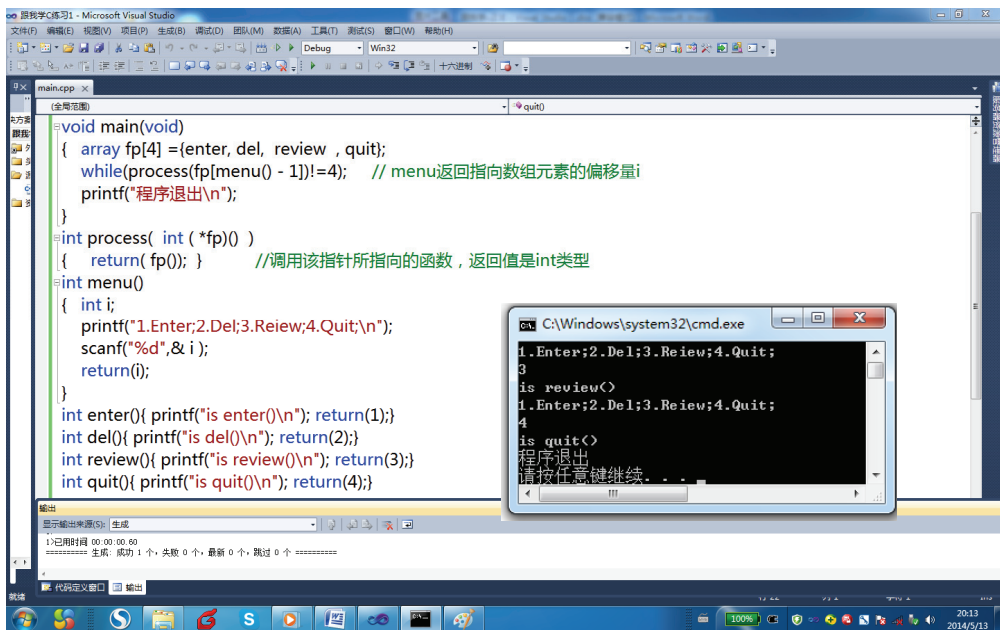 跟我学C练习1 - Microsoft Visual Studio
文件(F) 编辑(E) 视图(V) 项目(P) 生成(B) 调试(D) 团队(M) 数据(A) 工具(T) 测试(S) 窗口(W) 帮助(H)
Debug Win32
十六进制
main.cpp ×
(全局范围) quit()
void main(void)
{ array fp[4] ={enter, del, review , quit};
while(process(fp[menu() - 1])!=4); // menu返回指向数组元素的偏移量i
printf("程序退出\n");
}
int process( int ( *fp)() )
{ return( fp()); } //调用该指针所指向的函数，返回值是int类型
int menu()
{ int i;
printf("1.Enter;2.Del;3.Reiew;4.Quit;\n");
scanf("%d",& i );
return(i);
}
int enter(){ printf("is enter()\n"); return(1);}
int del(){ printf("is del()\n"); return(2);}
int review(){ printf("is review()\n"); return(3);}
int quit(){ printf("is quit()\n"); return(4);}
C:\Windows\system32\cmd.exe
1.Enter;2.Del;3.Reiew;4.Quit;
3
is review()
1.Enter;2.Del;3.Reiew;4.Quit;
4
is quit()
程序退出
请按任意键继续. . .
输出
显示输出来源(S): 生成
1>已用时间 00:00:00.60
========== 生成: 成功 1 个，失败 0 个，最新 0 个，跳过 0 个 ==========
代码定义窗口 输出
就绪
100%
20:13
2014/5/13